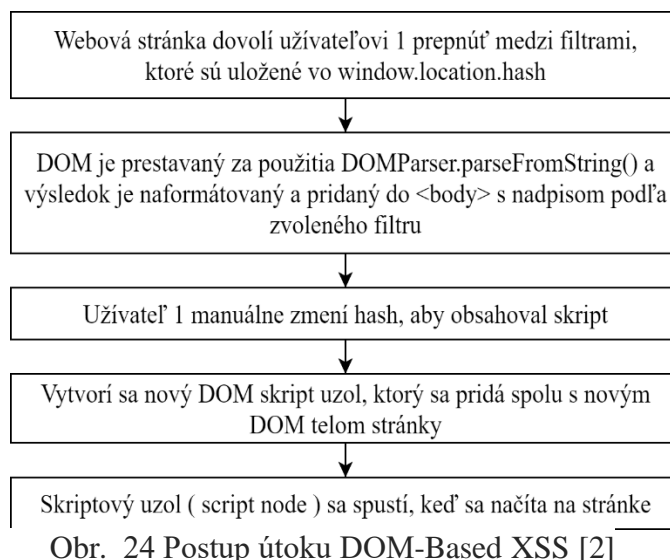 Webová stránka dovolí užívateľovi 1 prepnúť medzi filtrami,
ktoré sú uložené vo window.location.hash
DOM je prestavaný za použitia DOMParser.parseFromString() a
výsledok je naformátovaný a pridaný do <body> s nadpisom podľa
zvoleného filtru
Užívateľ 1 manuálne zmení hash, aby obsahoval skript
Vytvorí sa nový DOM skript uzol, ktorý sa pridá spolu s novým
DOM telom stránky
Skriptový uzol ( script node ) sa spustí, keď sa načíta na stránke
Obr. 24 Postup útoku DOM-Based XSS [2]